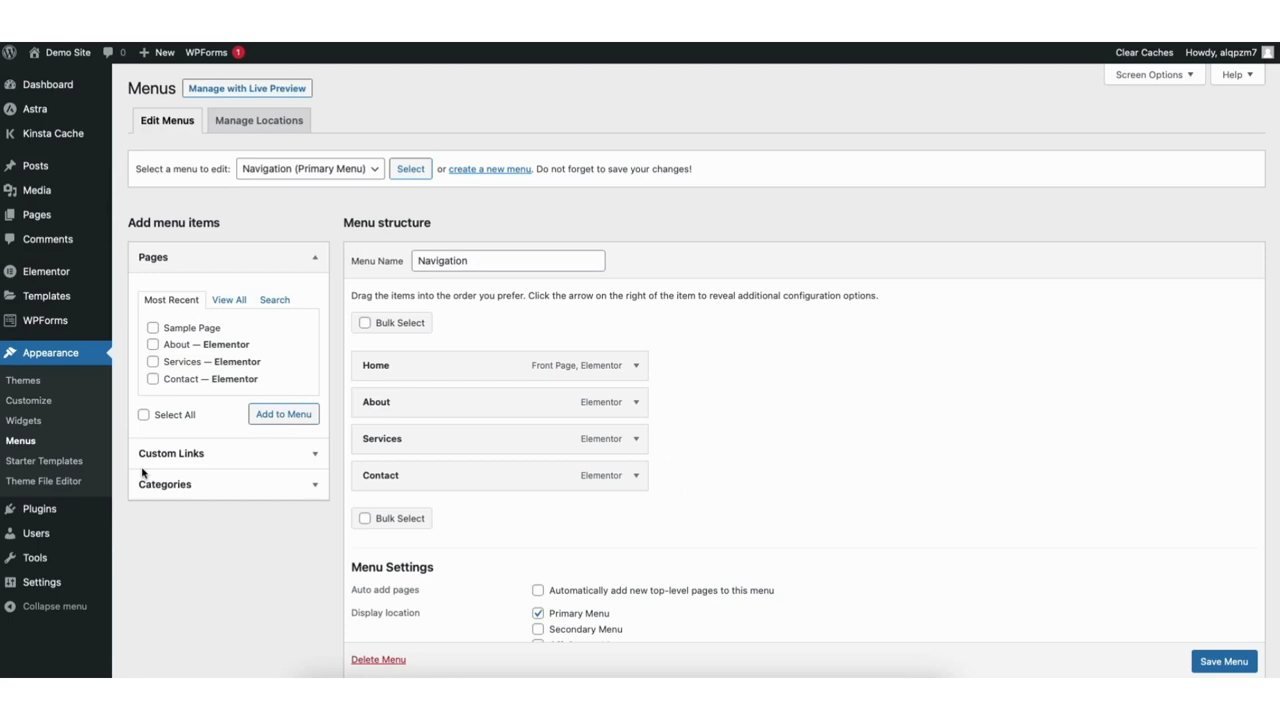 Demo Site 0 New WPForms 1 Clear Caches Howdy, alqpzm7
Dashboard
Astra
Kinsta Cache
Posts
Media
Pages
Comments
Elementor
Templates
WPForms
Appearance
Themes
Customize
Widgets
Menus
Starter Templates
Theme File Editor
Plugins
Users
Tools
Settings
Collapse menu
Screen Options Help
Menus Manage with Live Preview
Edit Menus Manage Locations
Select a menu to edit: Navigation (Primary Menu) Select or create a new menu. Do not forget to save your changes!
Add menu items
Pages
Most Recent View All Search
Sample Page
About — Elementor
Services — Elementor
Contact — Elementor
Select All Add to Menu
Custom Links
Categories
Menu structure
Menu Name Navigation
Drag the items into the order you prefer. Click the arrow on the right of the item to reveal additional configuration options.
Bulk Select
Home Front Page, Elementor
About Elementor
Services Elementor
Contact Elementor
Bulk Select
Menu Settings
Auto add pages Automatically add new top-level pages to this menu
Display location Primary Menu
Secondary Menu
Delete Menu Save Menu